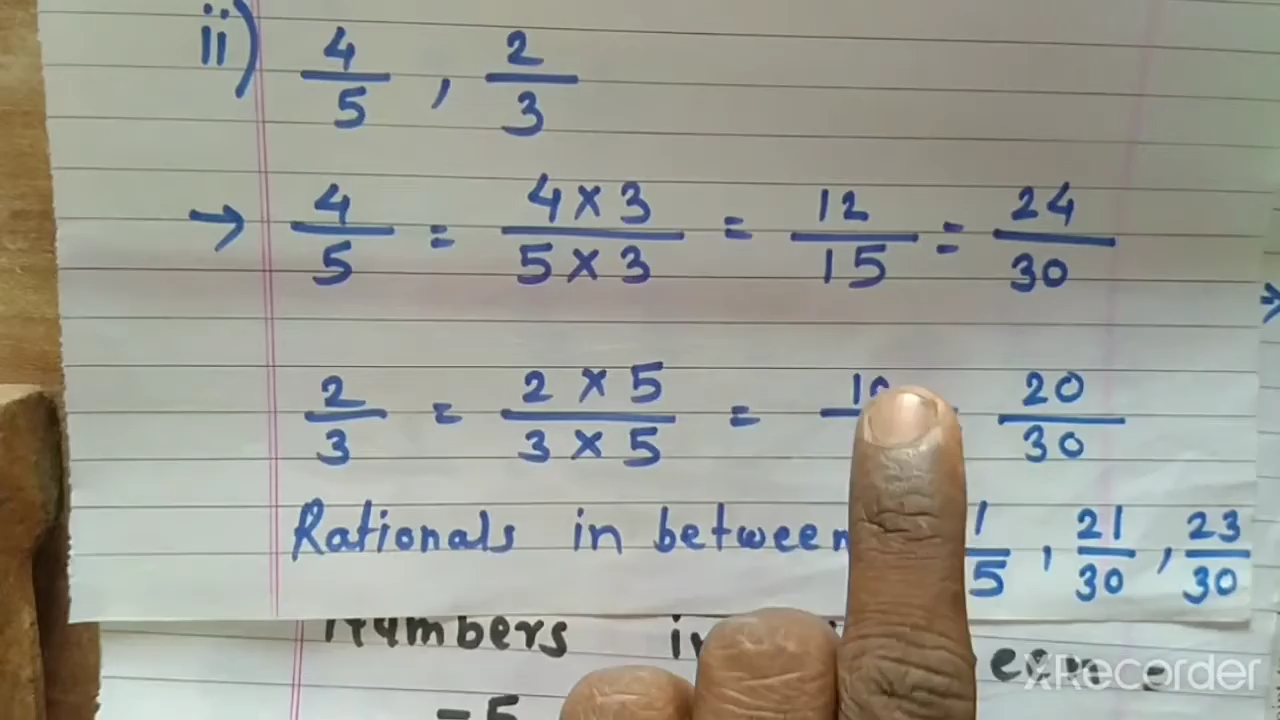 ii) 4/5 , 2/3
→ 4/5 = 4×3/5×3 = 12/15 = 24/30
2/3 = 2×5/3×5 = 20/30
Rationals in between 21/30 , 23/30
Numbers
-5
XRecorder